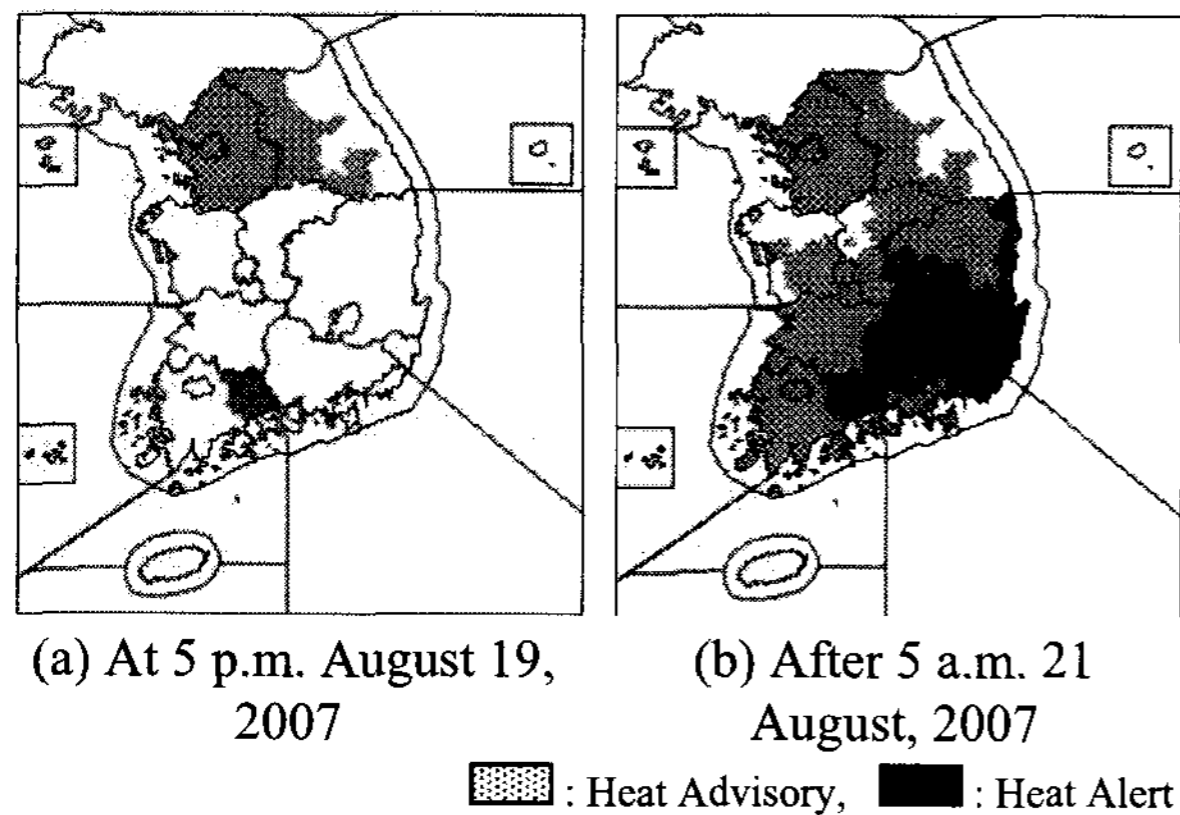 (a) At 5 p.m. August 19,
2007
(b) After 5 a.m. 21
August, 2007
: Heat Advisory, : Heat Alert